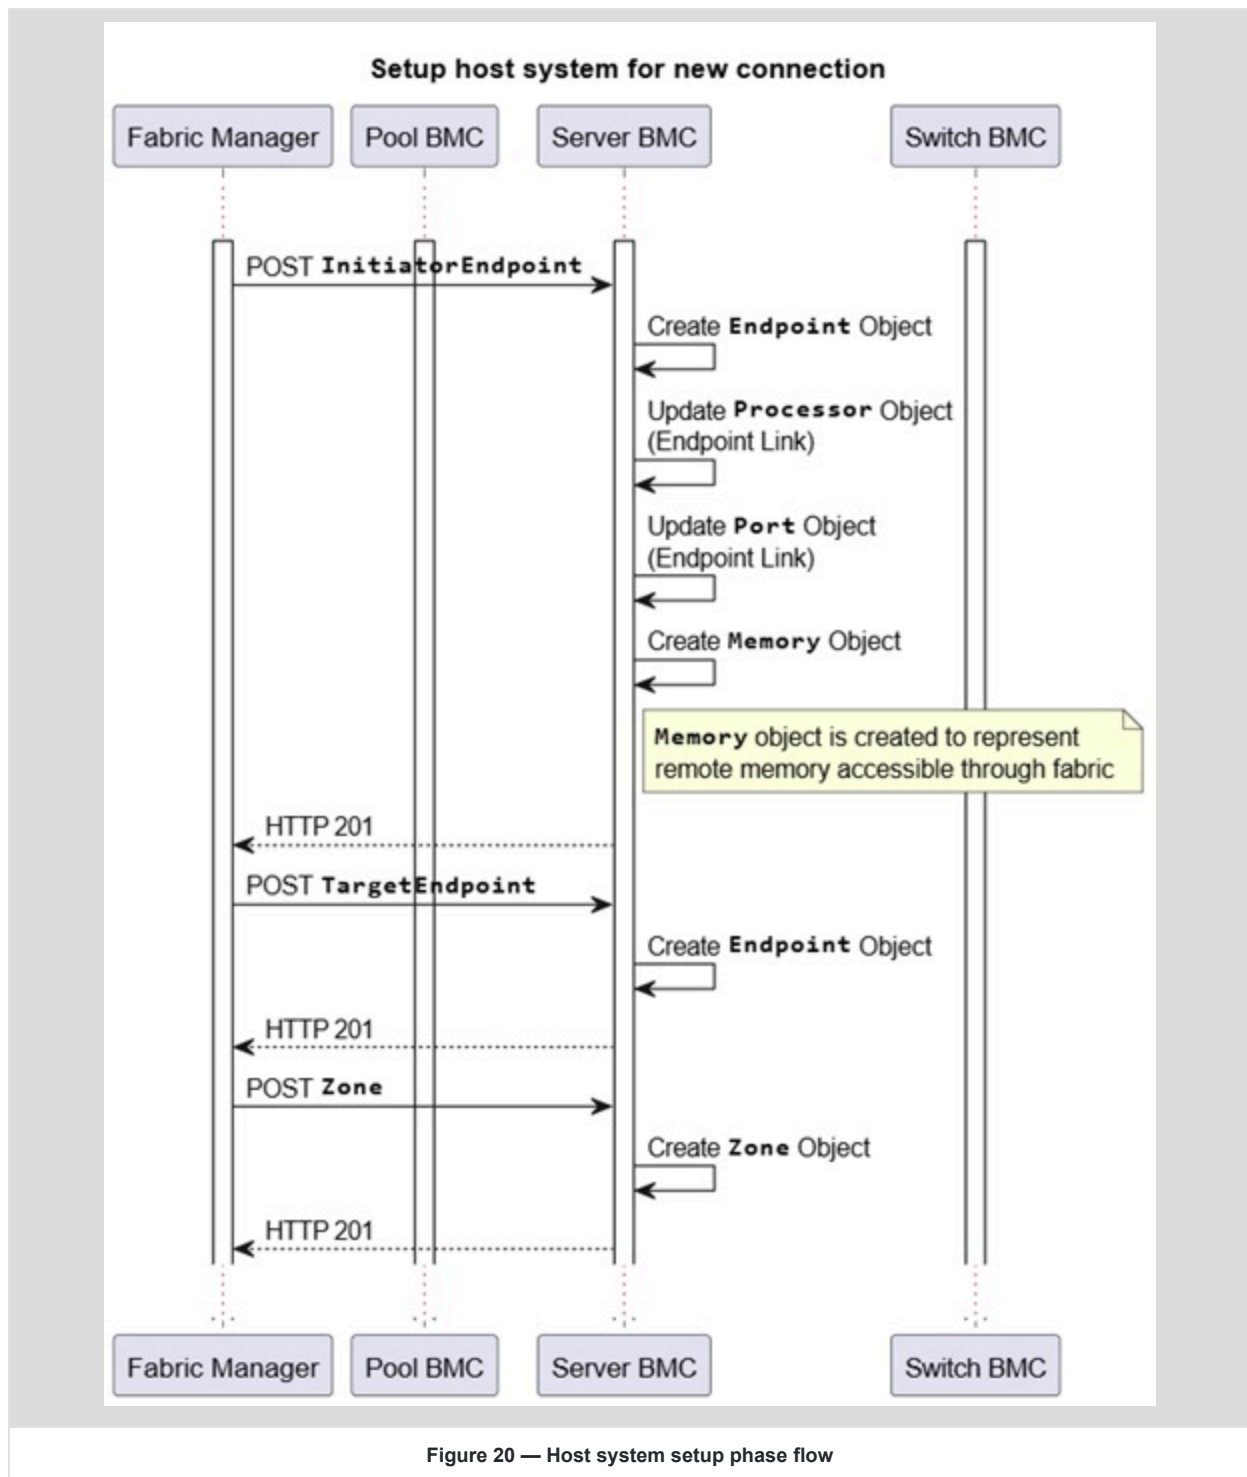 Setup host system for new connection
Fabric Manager
Pool BMC
Server BMC
Switch BMC
POST InitiatorEndpoint
Create Endpoint Object
Update Processor Object
(Endpoint Link)
Update Port Object
(Endpoint Link)
Create Memory Object
Memory object is created to represent
remote memory accessible through fabric
HTTP 201
POST TargetEndpoint
Create Endpoint Object
HTTP 201
POST Zone
Create Zone Object
HTTP 201
Fabric Manager
Pool BMC
Server BMC
Switch BMC
Figure 20 — Host system setup phase flow